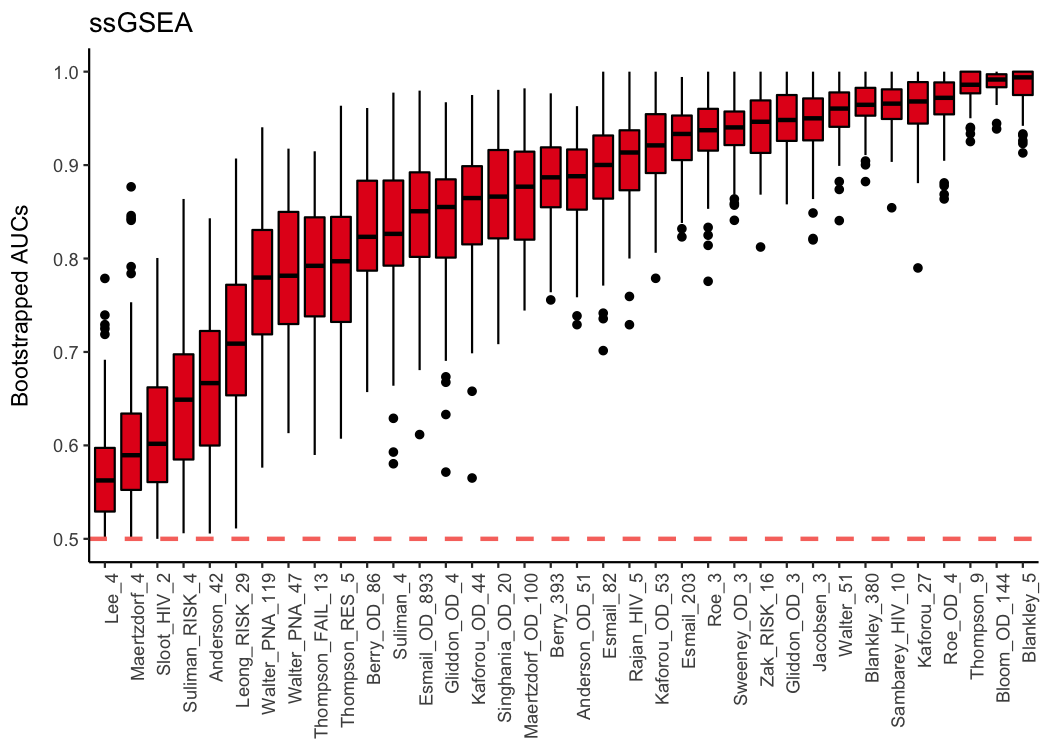 ssGSEA
Bootstrapped AUCs
1.0
0.9
0.8
0.7
0.6
0.5
Lee_4
Maertzdorf_4
Sloot_HIV_2
Suliman_RISK_4
Anderson_42
Leong_RISK_29
Walter_PNA_119
Walter_PNA_47
Thompson_FAIL_13
Thompson_RES_5
Berry_OD_86
Suliman_4
Esmail_OD_893
Gliddon_OD_4
Kaforou_OD_44
Singhania_OD_20
Maertzdorf_OD_100
Berry_393
Anderson_OD_51
Esmail_82
Rajan_HIV_5
Kaforou_OD_53
Esmail_203
Roe_3
Sweeney_OD_3
Zak_RISK_16
Gliddon_OD_3
Jacobsen_3
Walter_51
Blankley_380
Sambarey_HIV_10
Kaforou_27
Roe_OD_4
Thompson_9
Bloom_OD_144
Blankley_5